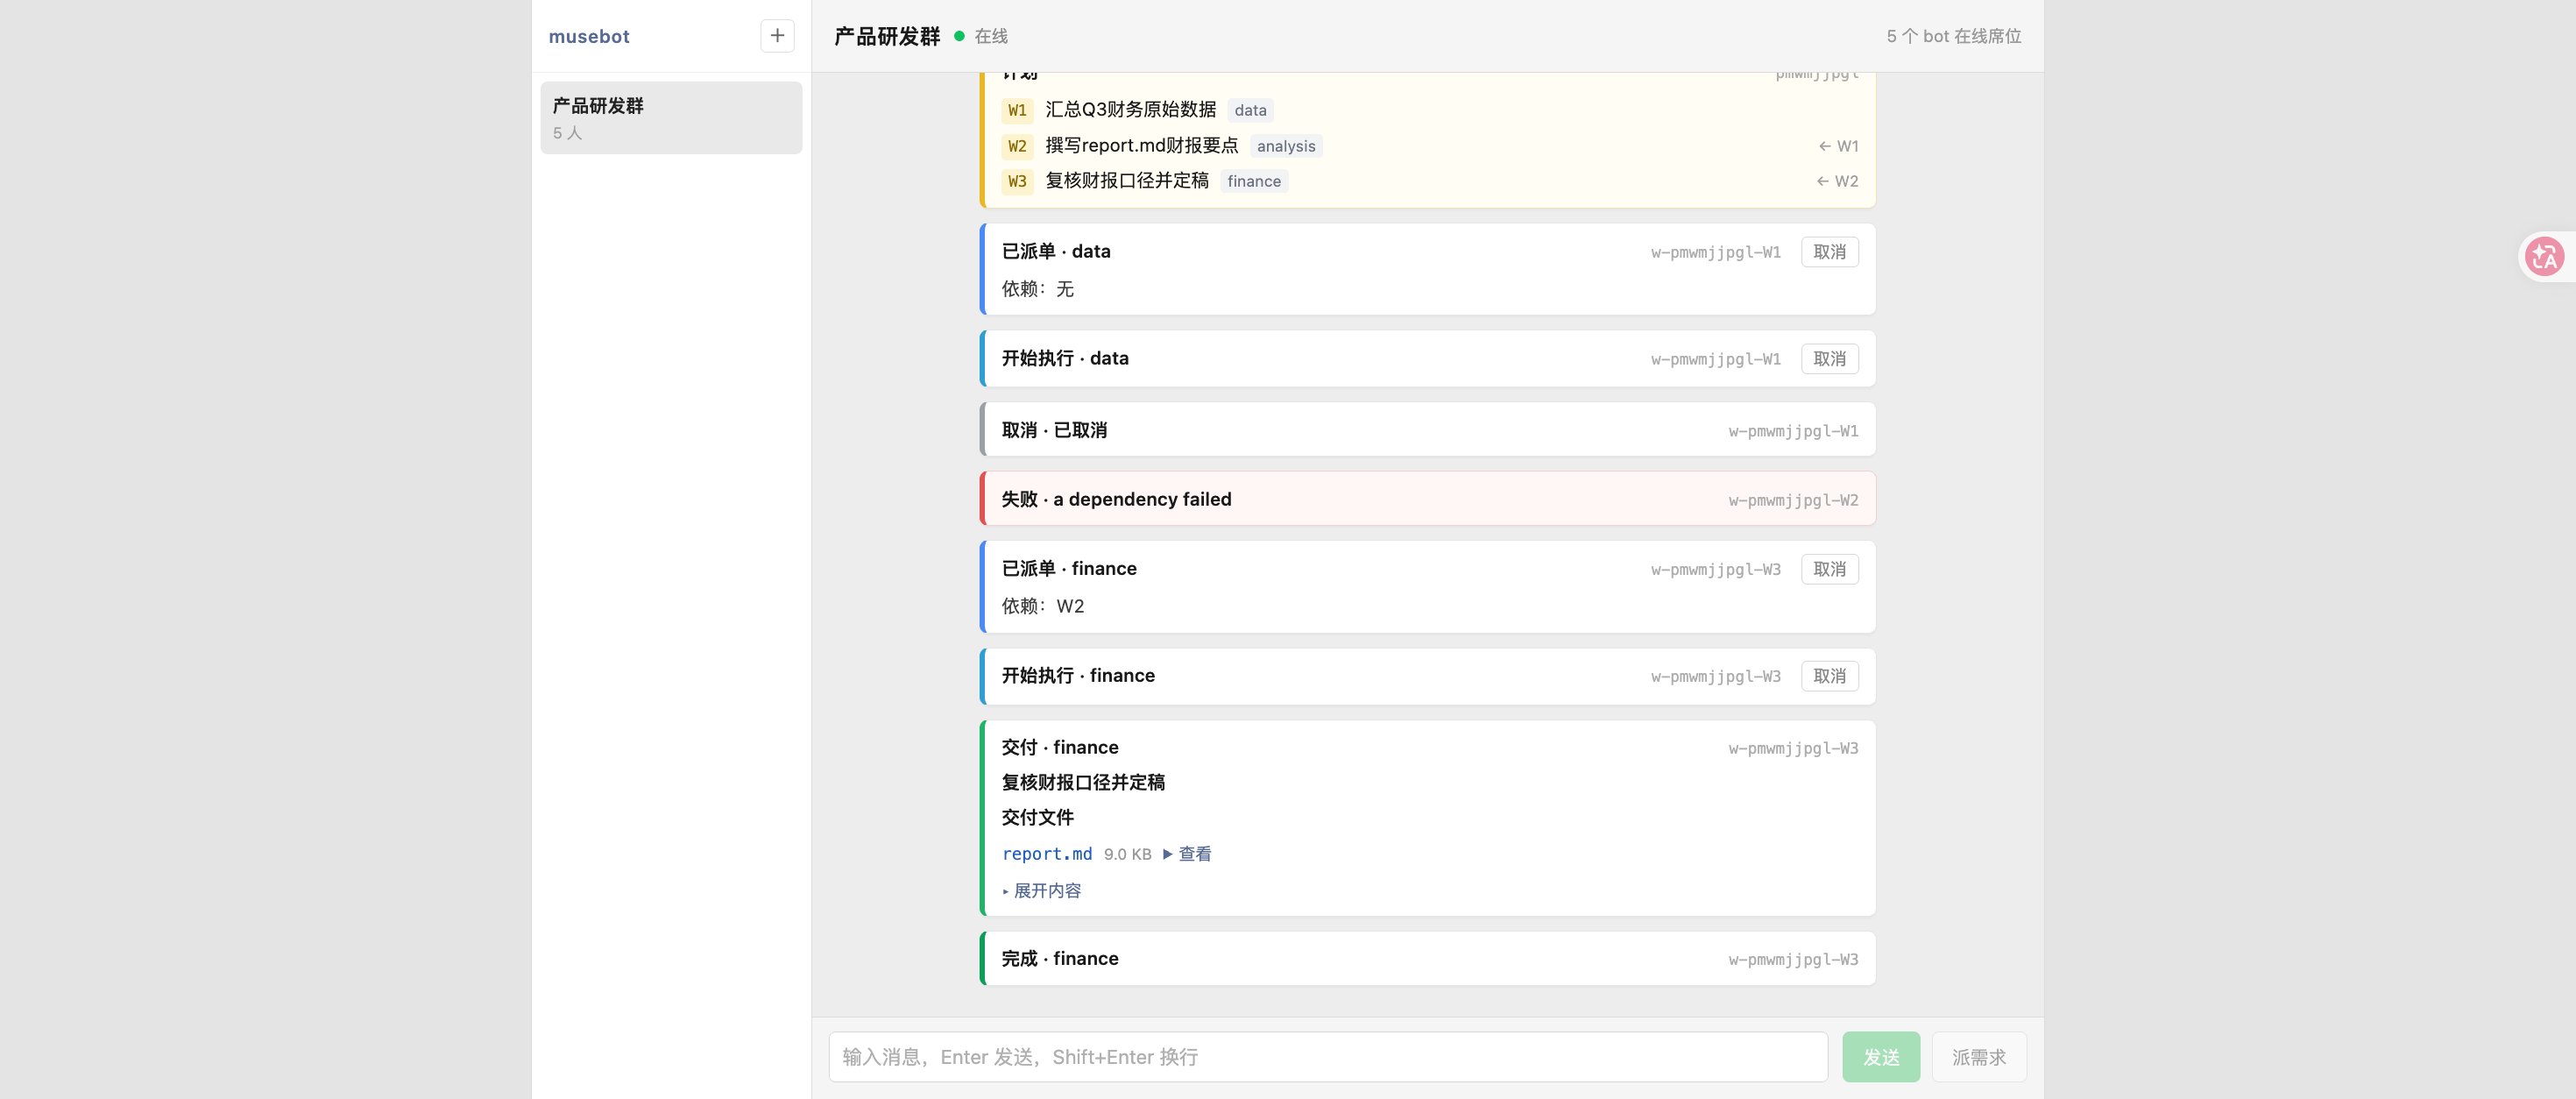 musebot
+
产品研发群
5 人
产品研发群 在线
5 个 bot 在线席位
计划 pmwmjjpgl
W1 汇总Q3财务原始数据 data
W2 撰写report.md财报要点 analysis ← W1
W3 复核财报口径并定稿 finance ← W2
已派单 · data w-pmwmjjpgl-W1 取消
依赖：无
开始执行 · data w-pmwmjjpgl-W1 取消
取消 · 已取消 w-pmwmjjpgl-W1
失败 · a dependency failed w-pmwmjjpgl-W2
已派单 · finance w-pmwmjjpgl-W3 取消
依赖：W2
开始执行 · finance w-pmwmjjpgl-W3 取消
交付 · finance w-pmwmjjpgl-W3
复核财报口径并定稿
交付文件
report.md 9.0 KB ▶ 查看
▸ 展开内容
完成 · finance w-pmwmjjpgl-W3
输入消息，Enter 发送，Shift+Enter 换行
发送
派需求